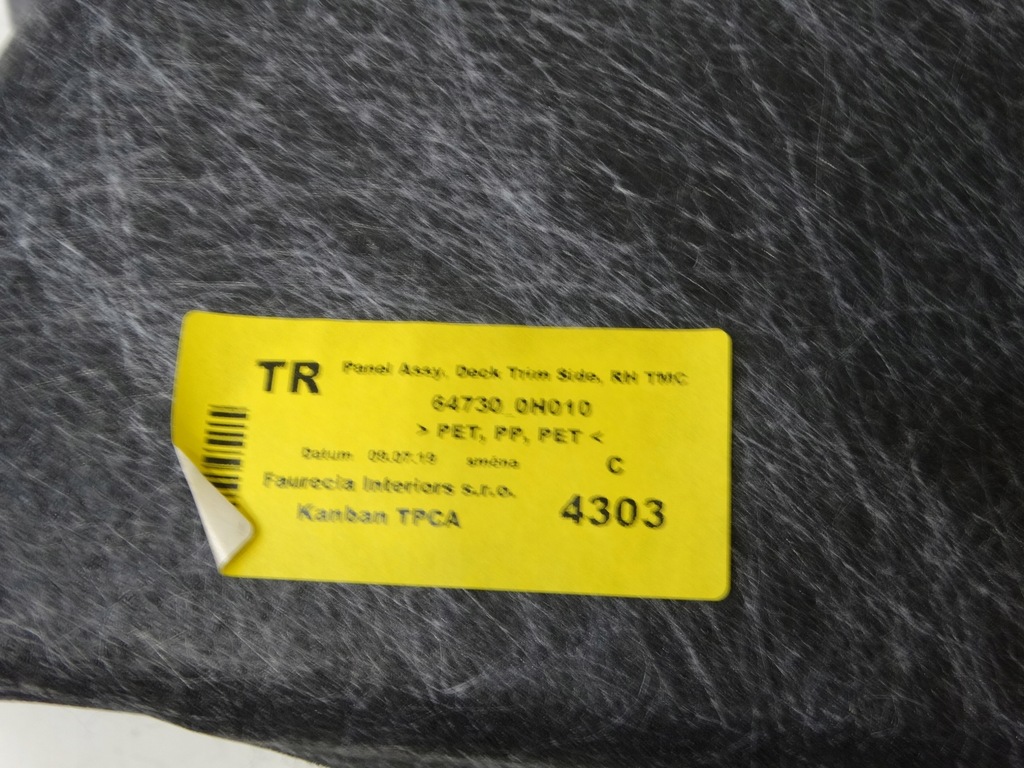 TR Panel Assy, Deck Trim Side, RH TMC
64730_0H010
> PET, PP, PET <
Datum 09.07.19 směna C
Faurecia Interiors s.r.o.
Kanban TPCA 4303